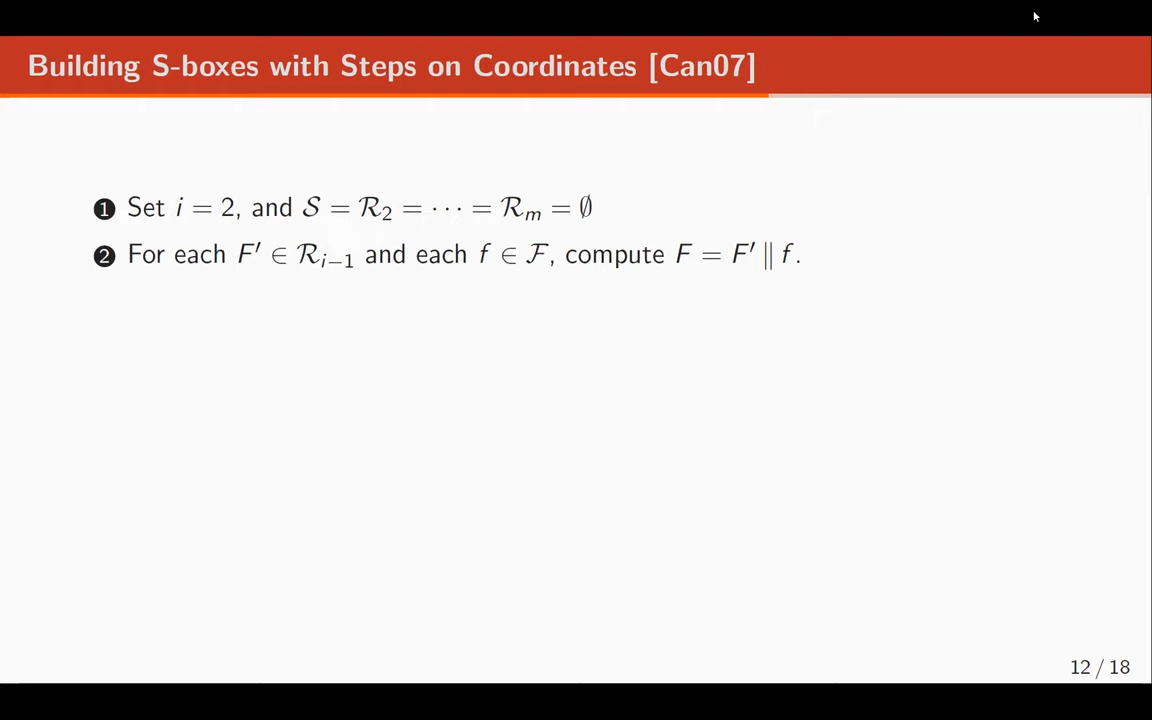 Building S-boxes with Steps on Coordinates [Can07]
❶ Set i = 2, and 𝒮 = ℛ₂ = ⋯ = ℛₘ = ∅
❷ For each F′ ∈ ℛᵢ₋₁ and each f ∈ ℱ, compute F = F′ ∥ f.
12 / 18